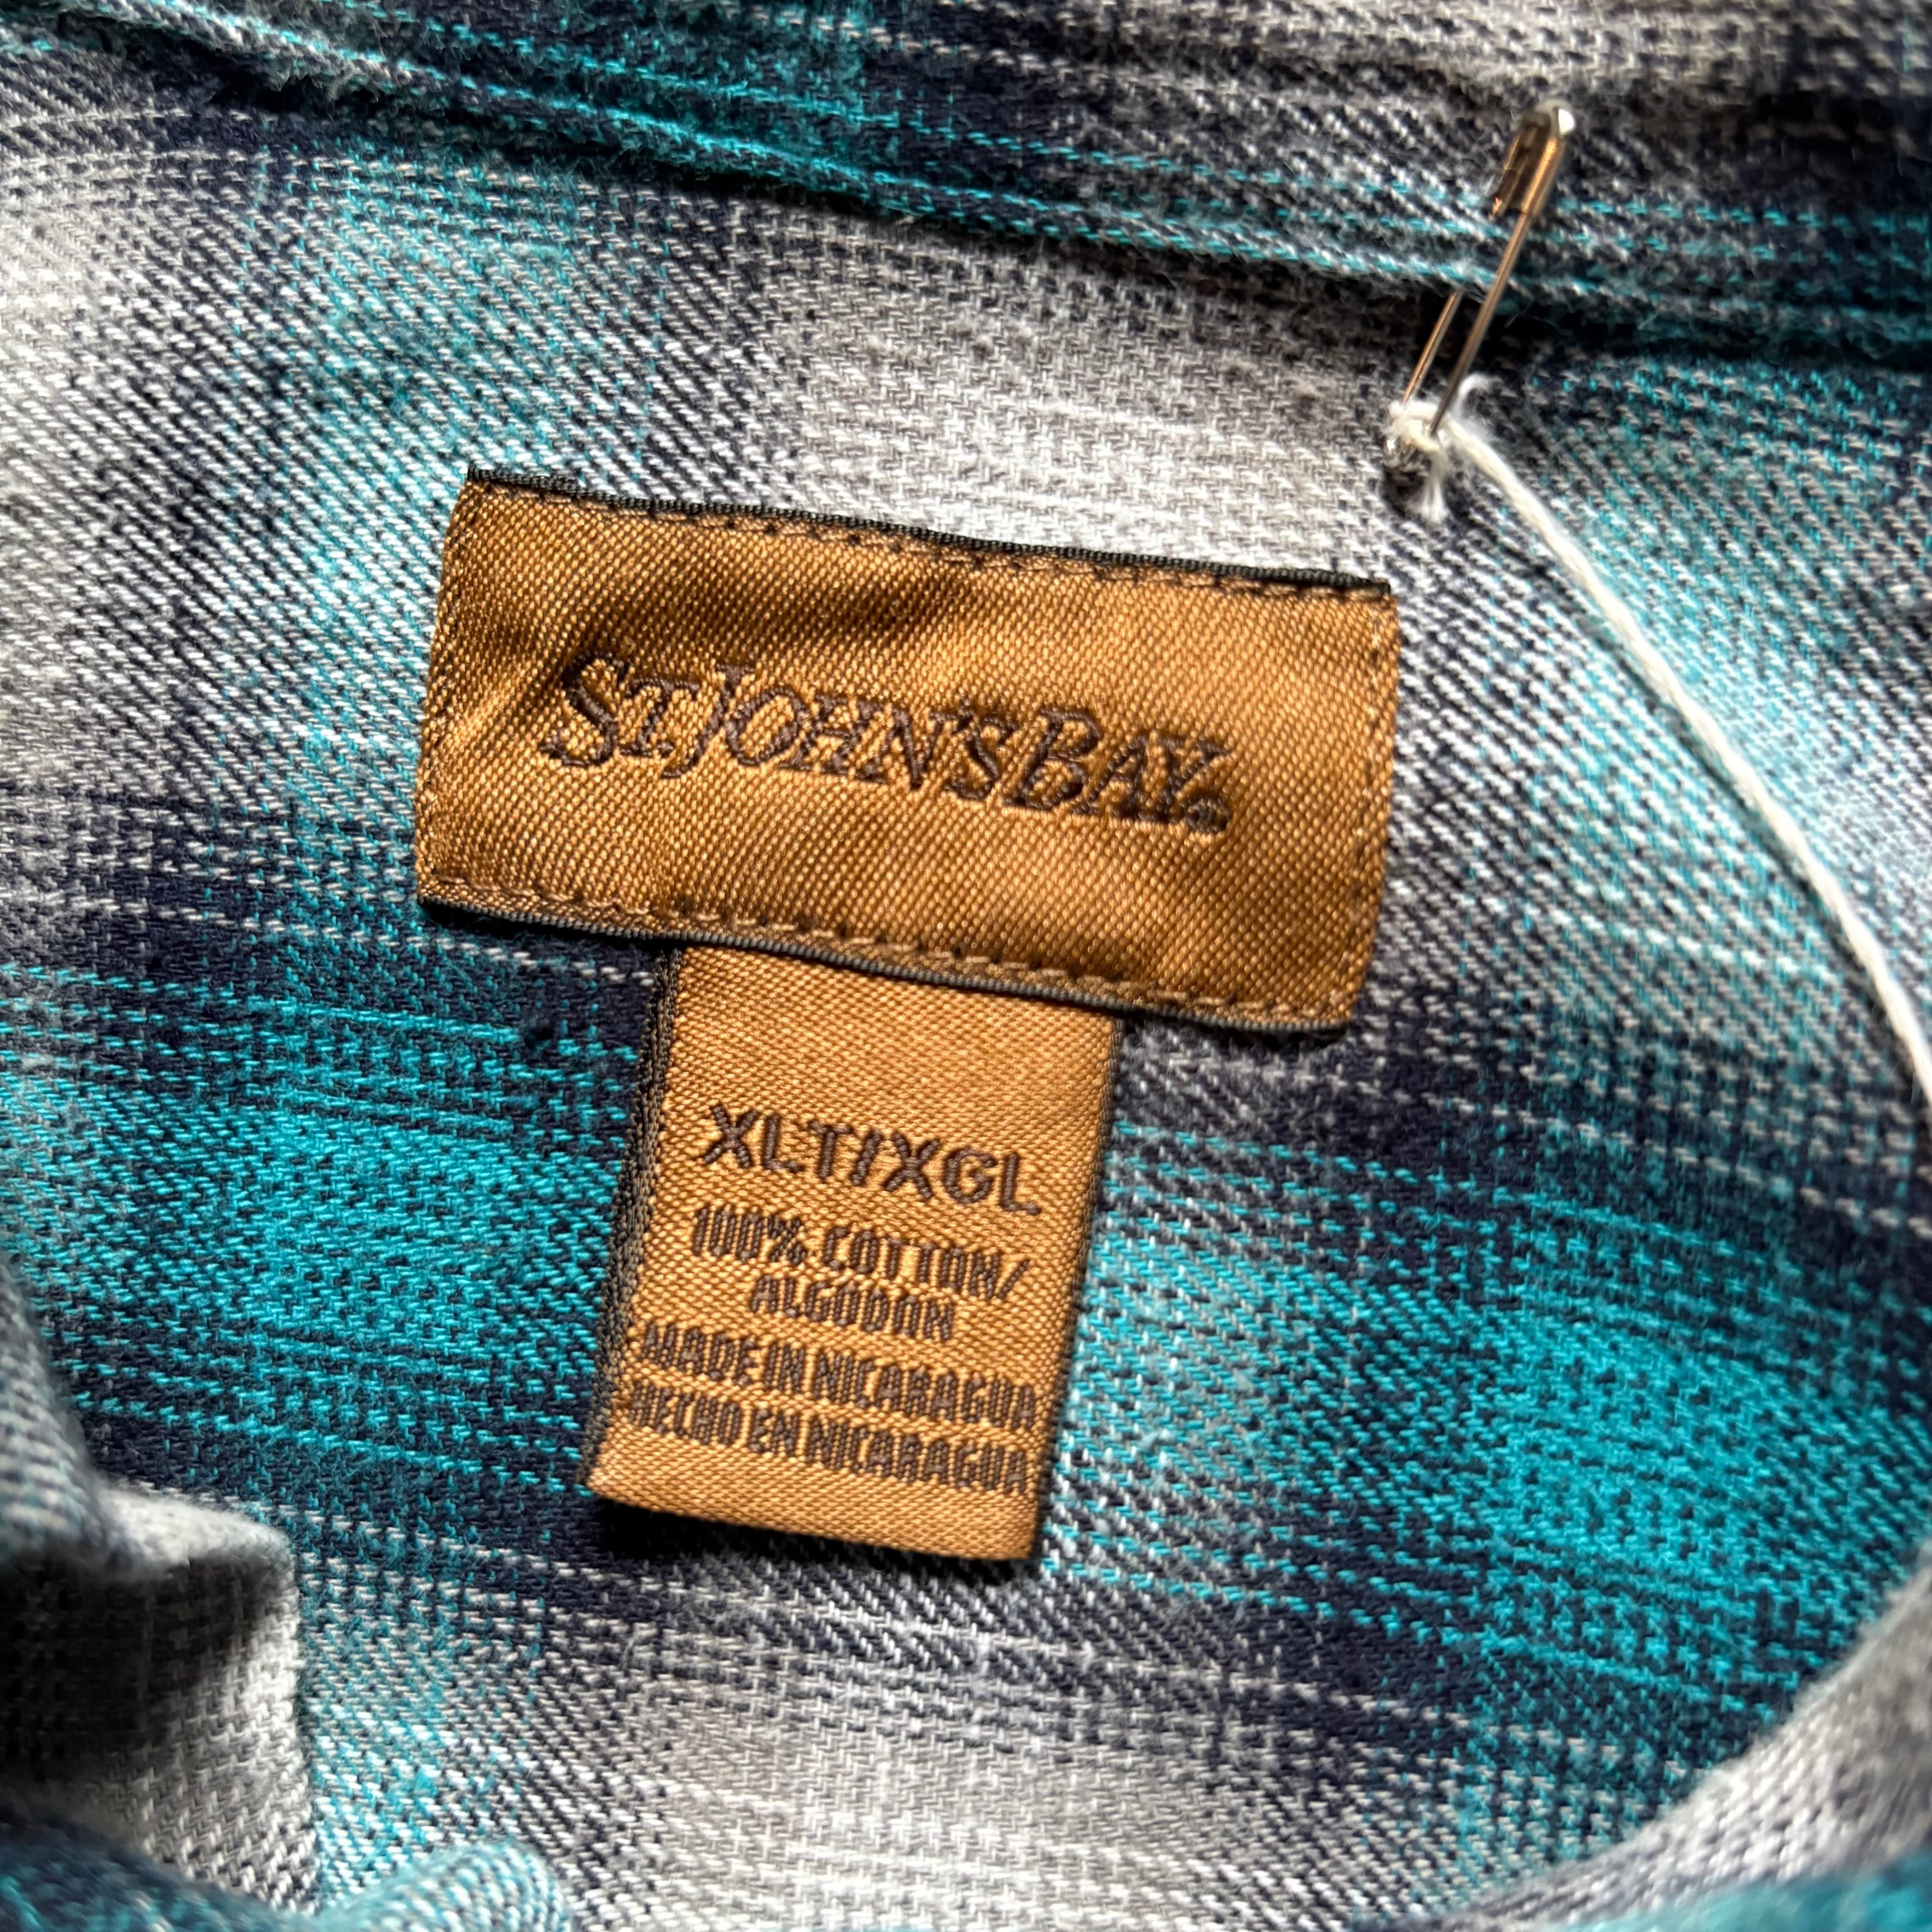 ST. JOHN'S BAY®
XLT/XGL
100% COTTON/
ALGODON
MADE IN NICARAGUA
HECHO EN NICARAGUA